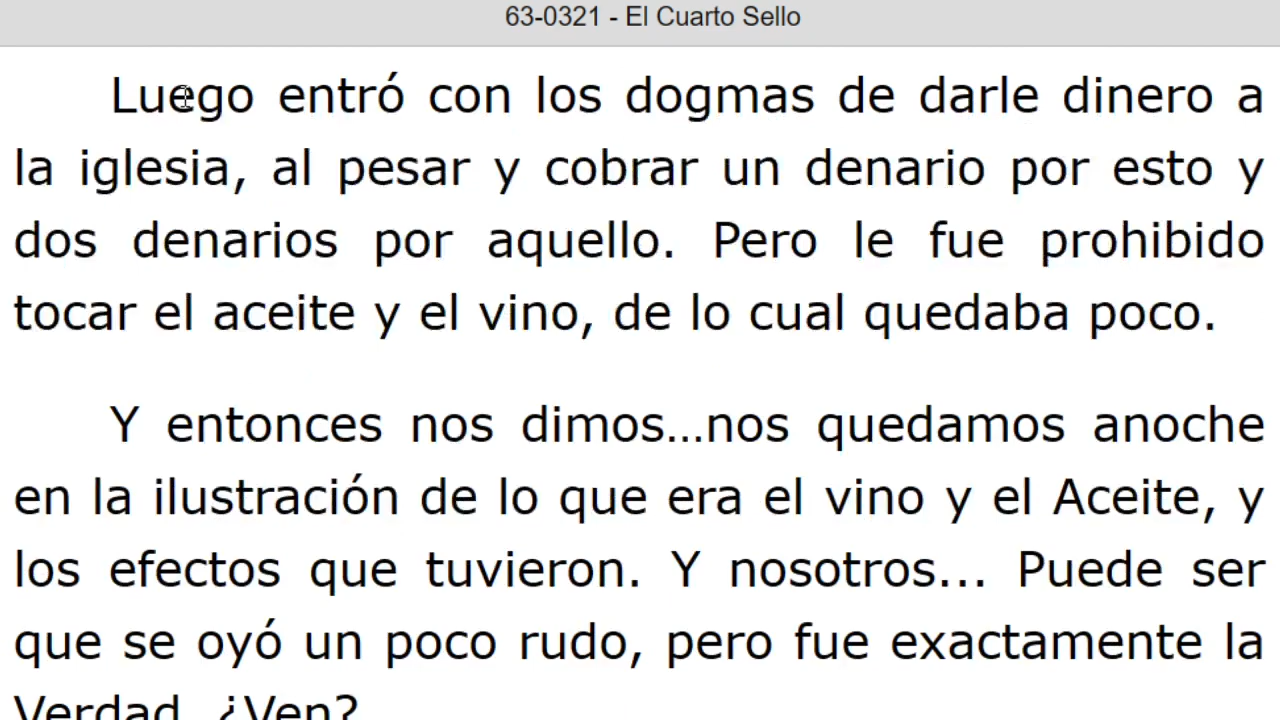 63-0321 - El Cuarto Sello
Luego entró con los dogmas de darle dinero a
la iglesia, al pesar y cobrar un denario por esto y
dos denarios por aquello. Pero le fue prohibido
tocar el aceite y el vino, de lo cual quedaba poco.
Y entonces nos dimos...nos quedamos anoche
en la ilustración de lo que era el vino y el Aceite, y
los efectos que tuvieron. Y nosotros... Puede ser
que se oyó un poco rudo, pero fue exactamente la
Verdad. ¿Ven?